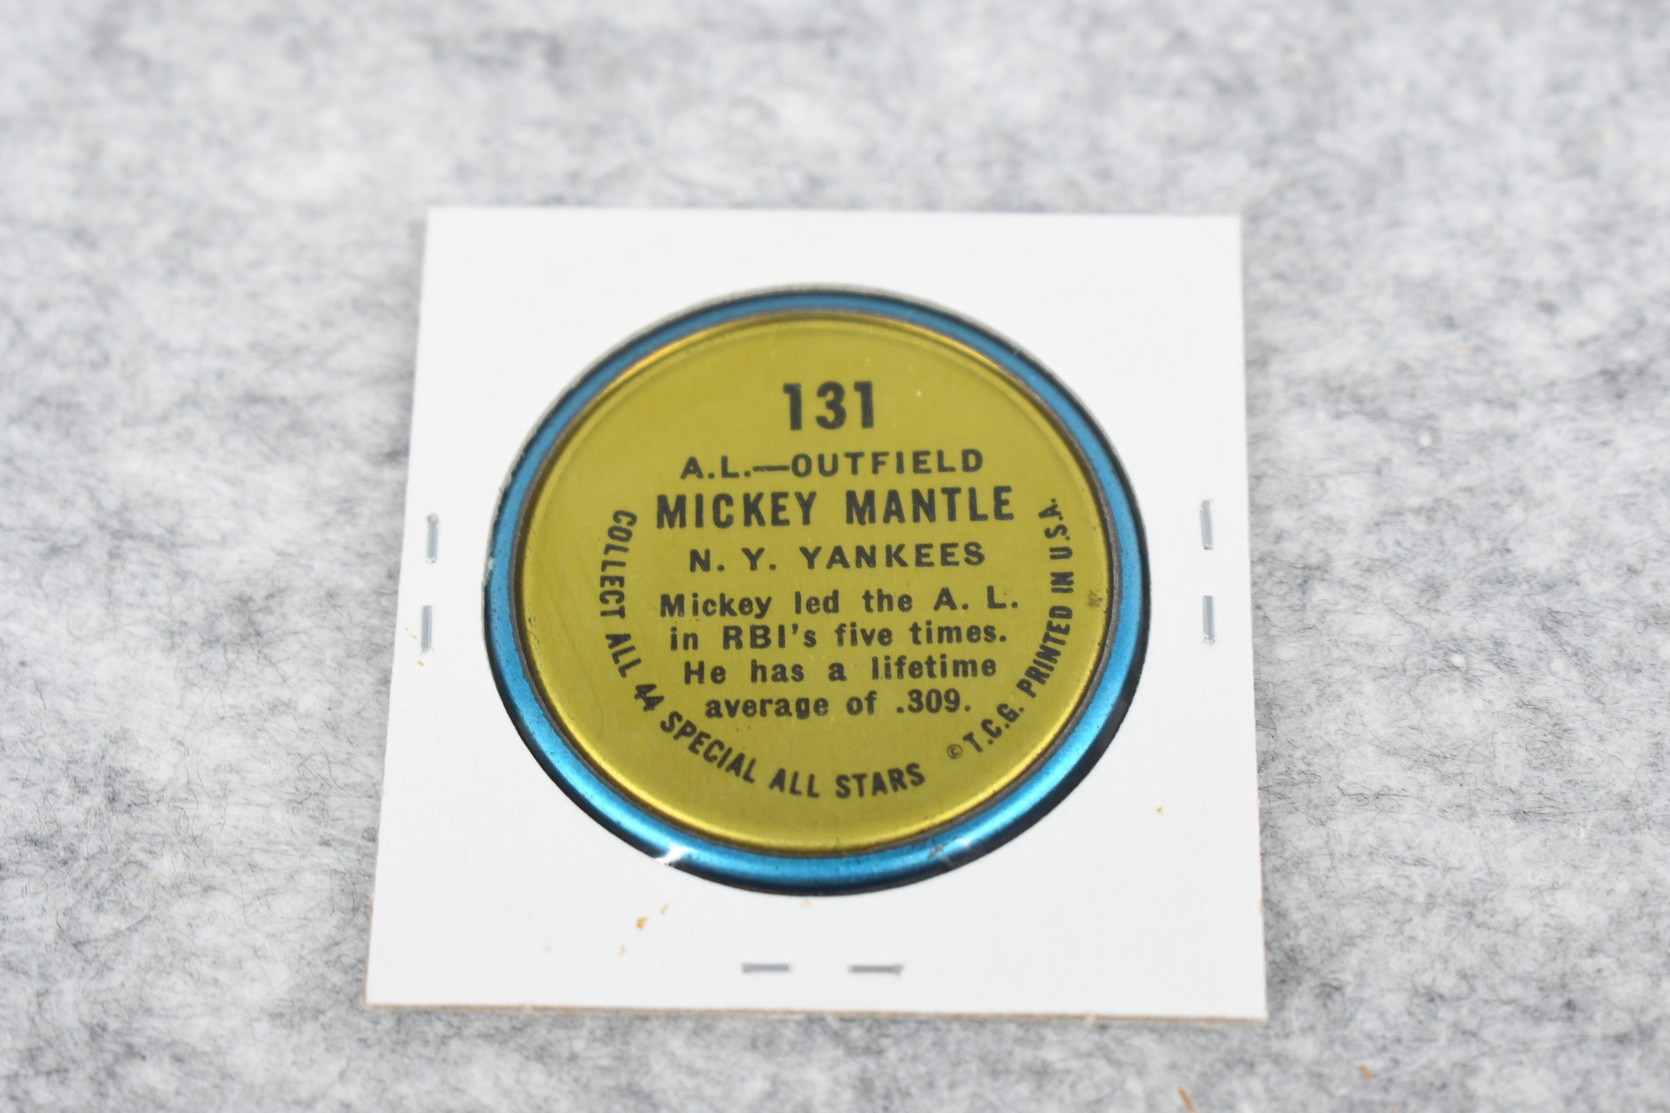 131
A.L.—OUTFIELD
MICKEY MANTLE
N. Y. YANKEES
Mickey led the A. L.
in RBI's five times.
He has a lifetime
average of .309.
COLLECT ALL 44 SPECIAL ALL STARS
© T.C.G. PRINTED IN U.S.A.